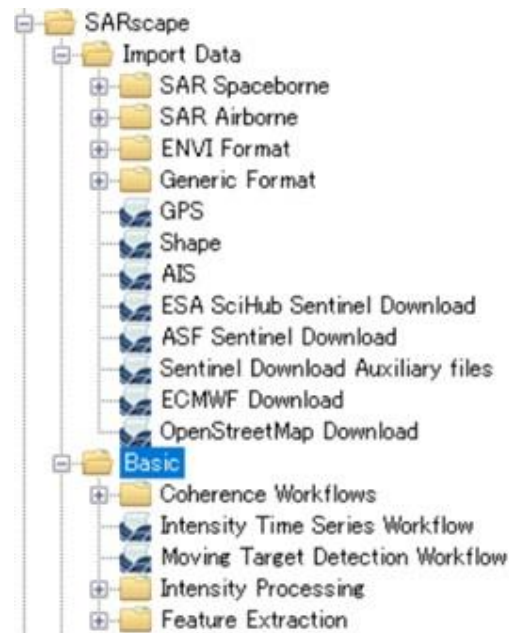 SARscape
Import Data
SAR Spaceborne
SAR Airborne
ENVI Format
Generic Format
GPS
Shape
AIS
ESA SciHub Sentinel Download
ASF Sentinel Download
Sentinel Download Auxiliary files
ECMWF Download
OpenStreetMap Download
Basic
Coherence Workflows
Intensity Time Series Workflow
Moving Target Detection Workflow
Intensity Processing
Feature Extraction